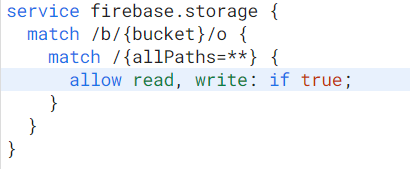 service firebase.storage {
  match /b/{bucket}/o {
    match /{allPaths=**} {
      allow read, write: if true;
    }
  }
}